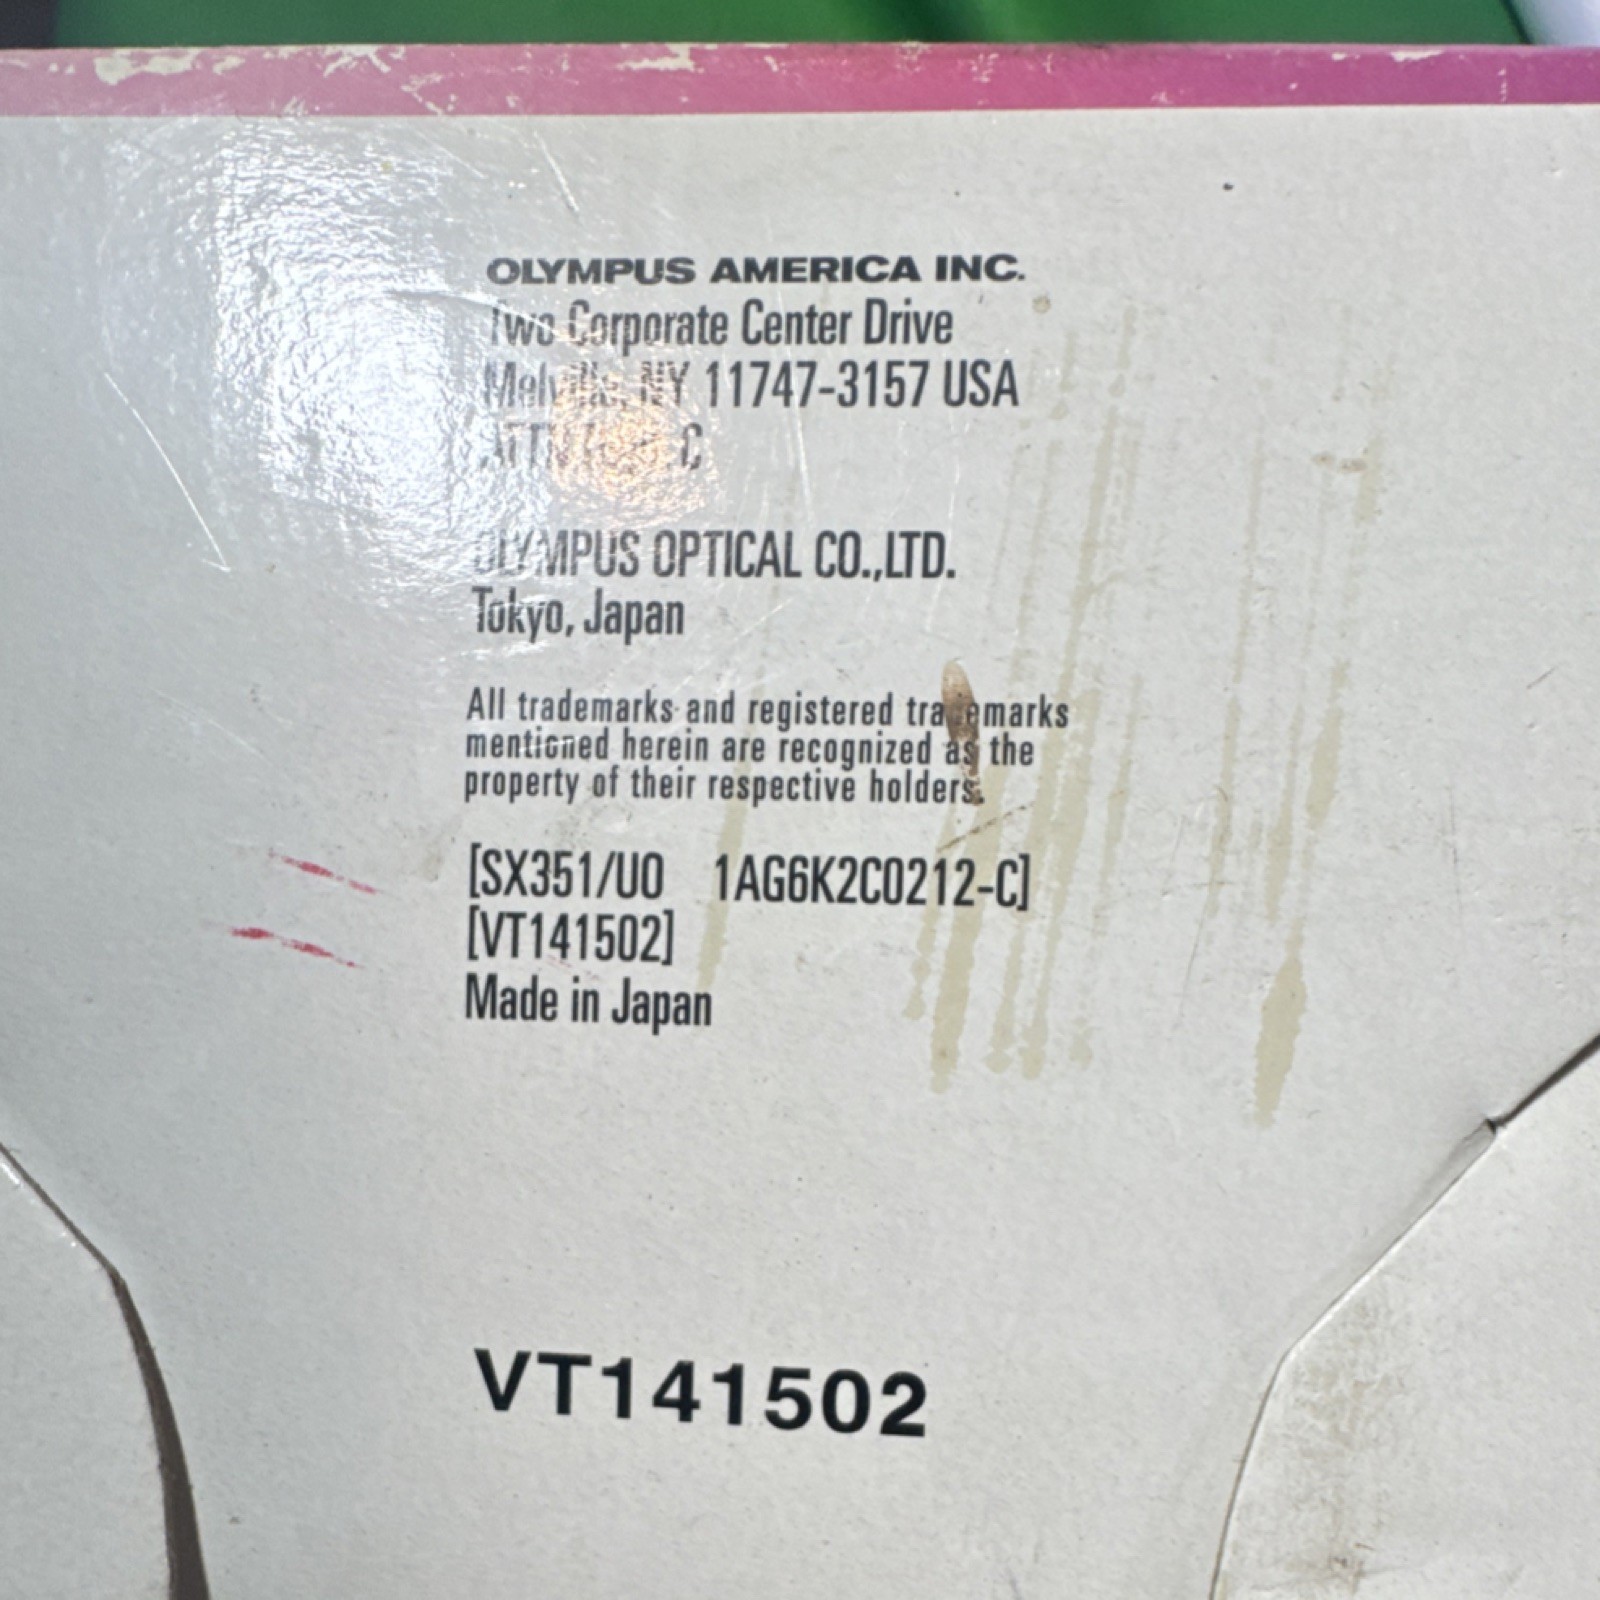 OLYMPUS AMERICA INC.
Two Corporate Center Drive
Melville, NY 11747-3157 USA
OLYMPUS OPTICAL CO.,LTD.
Tokyo, Japan
All trademarks and registered trademarks
mentioned herein are recognized as the
property of their respective holders.
[SX351/U0 1AG6K2C0212-C]
[VT141502]
Made in Japan
VT141502